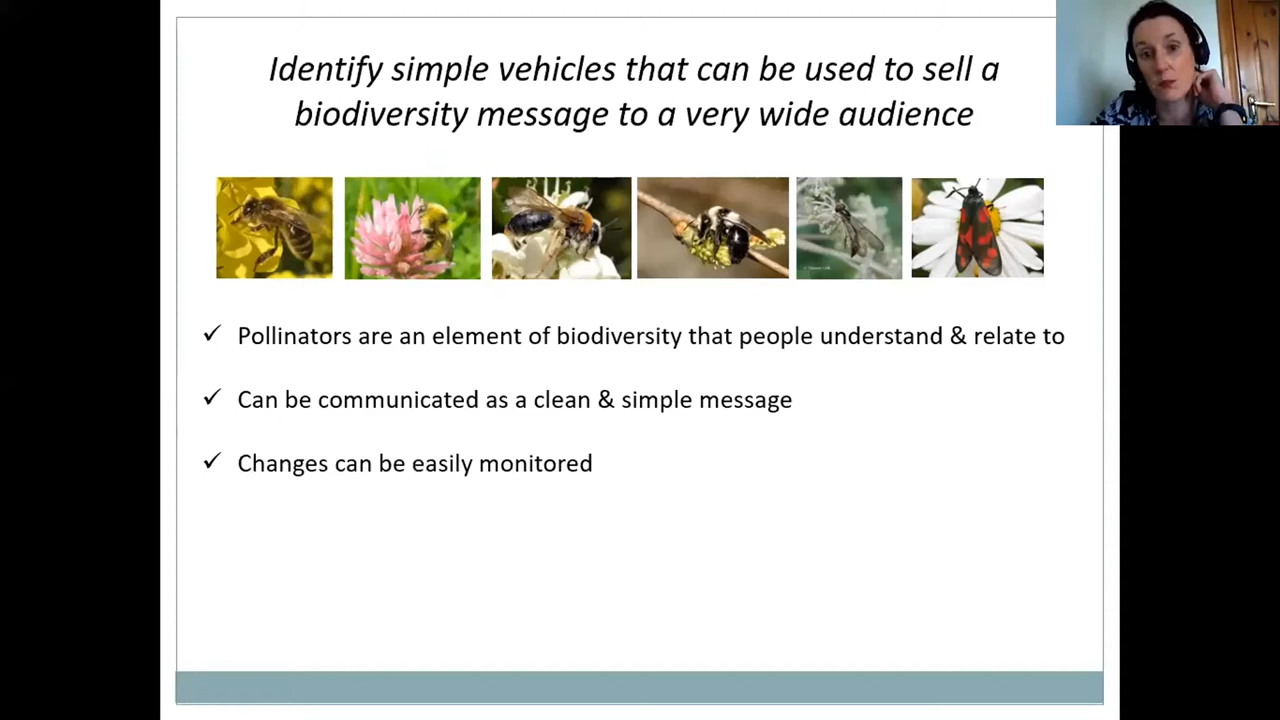 Identify simple vehicles that can be used to sell a
biodiversity message to a very wide audience
✓ Pollinators are an element of biodiversity that people understand & relate to
✓ Can be communicated as a clean & simple message
✓ Changes can be easily monitored